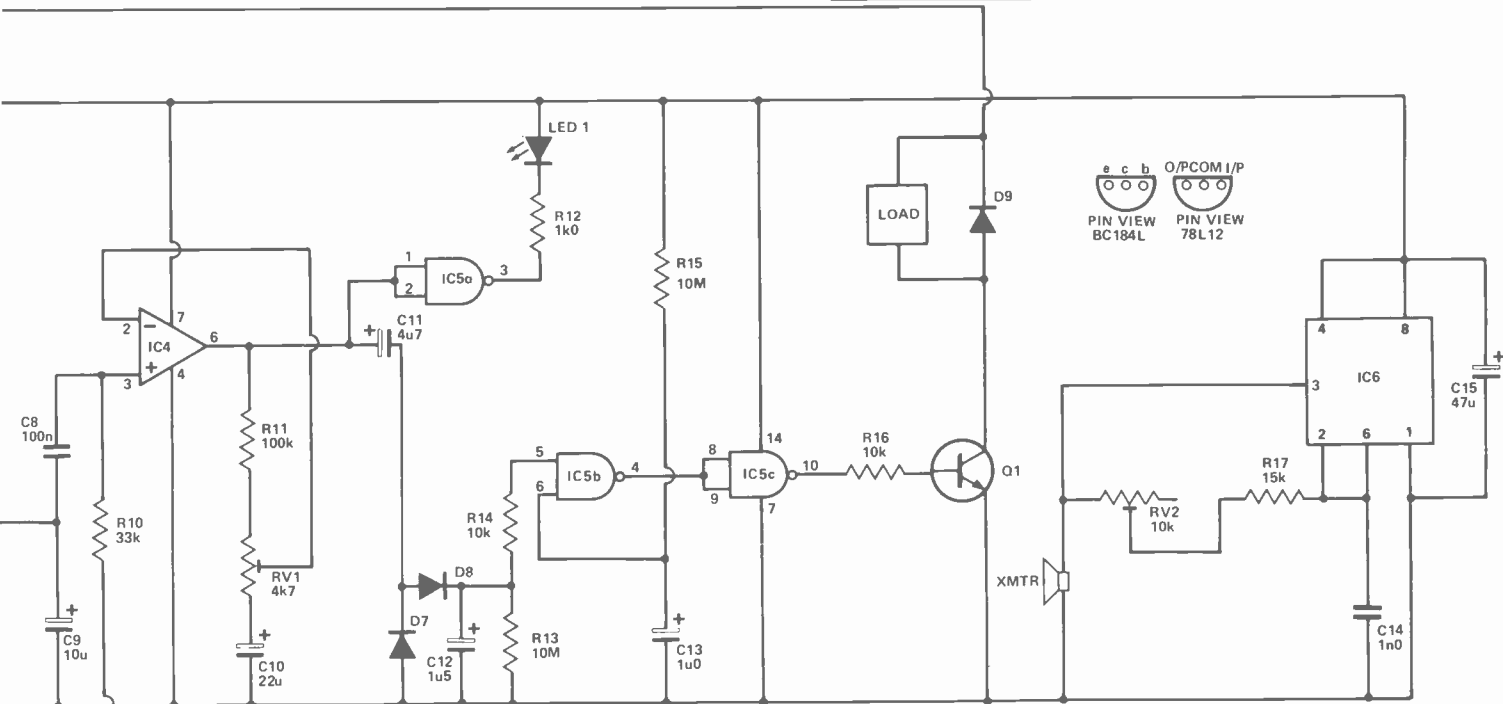 LED 1
R12
1k0
e c b
O/PCOM I/P
PIN VIEW
BC184L
PIN VIEW
78L12
D9
LOAD
1
2
IC5a
3
R15
10M
C11
4u7
+
2
−
7
IC4
6
+
3
4
4
8
IC6
3
2
6
1
+
C15
47u
C8
100n
R11
100k
R10
33k
R14
10k
5
6
IC5b
4
8
9
14
IC5c
10
7
R16
10k
Q1
R17
15k
RV2
10k
XMTR
RV1
4k7
D8
D7
+
C9
10u
+
C10
22u
+
C12
1u5
R13
10M
+
C13
1u0
C14
1n0